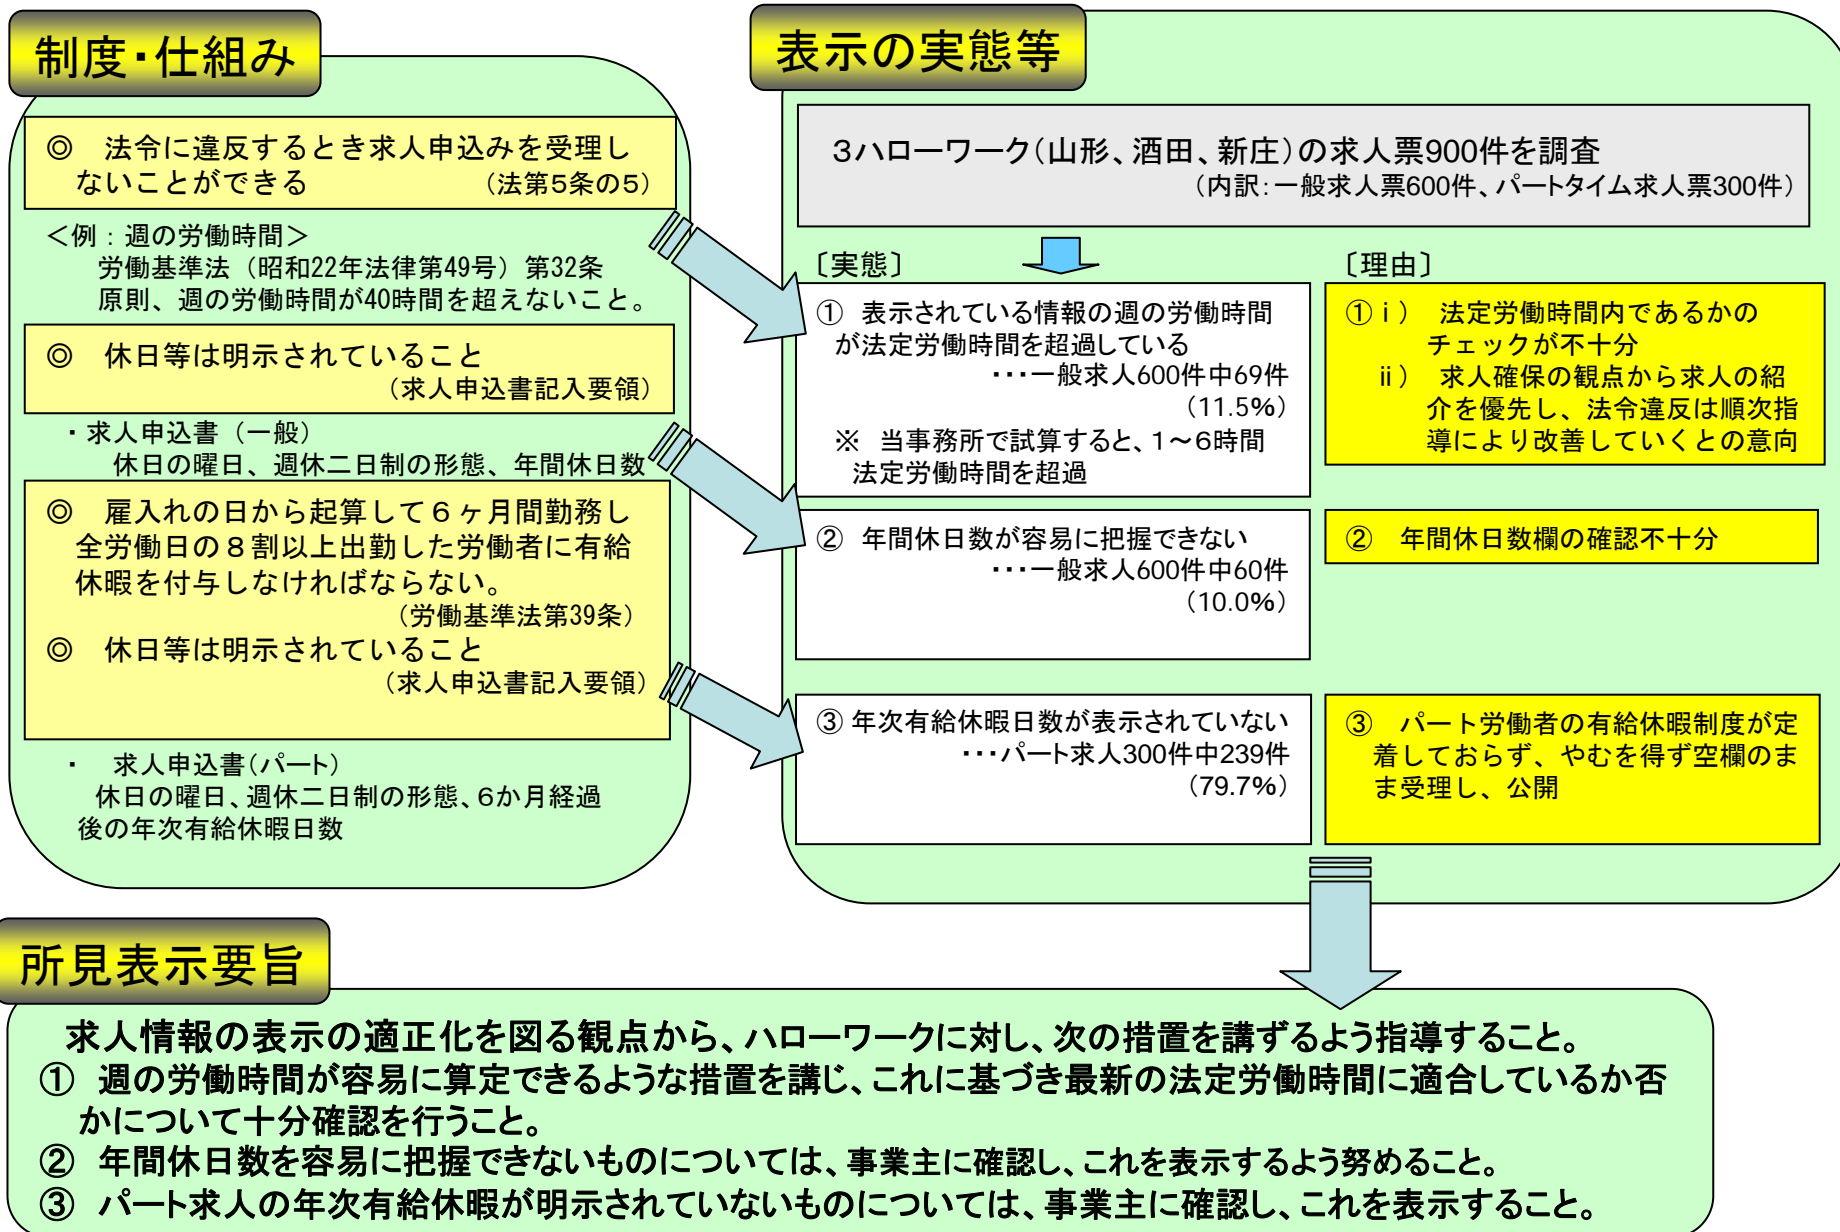 制度・仕組み
◎　法令に違反するとき求人申込みを受理し
ないことができる　　　　　　（法第５条の５）
＜例：週の労働時間＞
労働基準法（昭和22年法律第49号）第32条
原則、週の労働時間が40時間を超えないこと。
◎　休日等は明示されていること
（求人申込書記入要領）
・求人申込書（一般）
休日の曜日、週休二日制の形態、年間休日数
◎　雇入れの日から起算して６ヶ月間勤務し
全労働日の８割以上出勤した労働者に有給
休暇を付与しなければならない。
（労働基準法第39条）
◎　休日等は明示されていること
（求人申込書記入要領）
・　求人申込書（パート）
休日の曜日、週休二日制の形態、６か月経過
後の年次有給休暇日数
表示の実態等
３ハローワーク（山形、酒田、新庄）の求人票900件を調査
（内訳：一般求人票600件、パートタイム求人票300件）
〔実態〕
①　表示されている情報の週の労働時間
が法定労働時間を超過している
・・・一般求人600件中69件
（11.5%）
※　当事務所で試算すると、１～６時間
法定労働時間を超過
②　年間休日数が容易に把握できない
・・・一般求人600件中60件
（10.0%）
③ 年次有給休暇日数が表示されていない
・・・パート求人300件中239件
（79.7%）
〔理由〕
①ⅰ）　法定労働時間内であるかの
チェックが不十分
ⅱ）　求人確保の観点から求人の紹
介を優先し、法令違反は順次指
導により改善していくとの意向
②　年間休日数欄の確認不十分
③　パート労働者の有給休暇制度が定
着しておらず、やむを得ず空欄のま
ま受理し、公開
所見表示要旨
求人情報の表示の適正化を図る観点から、ハローワークに対し、次の措置を講ずるよう指導すること。
①　週の労働時間が容易に算定できるような措置を講じ、これに基づき最新の法定労働時間に適合しているか否
かについて十分確認を行うこと。
②　年間休日数を容易に把握できないものについては、事業主に確認し、これを表示するよう努めること。
③　パート求人の年次有給休暇が明示されていないものについては、事業主に確認し、これを表示すること。